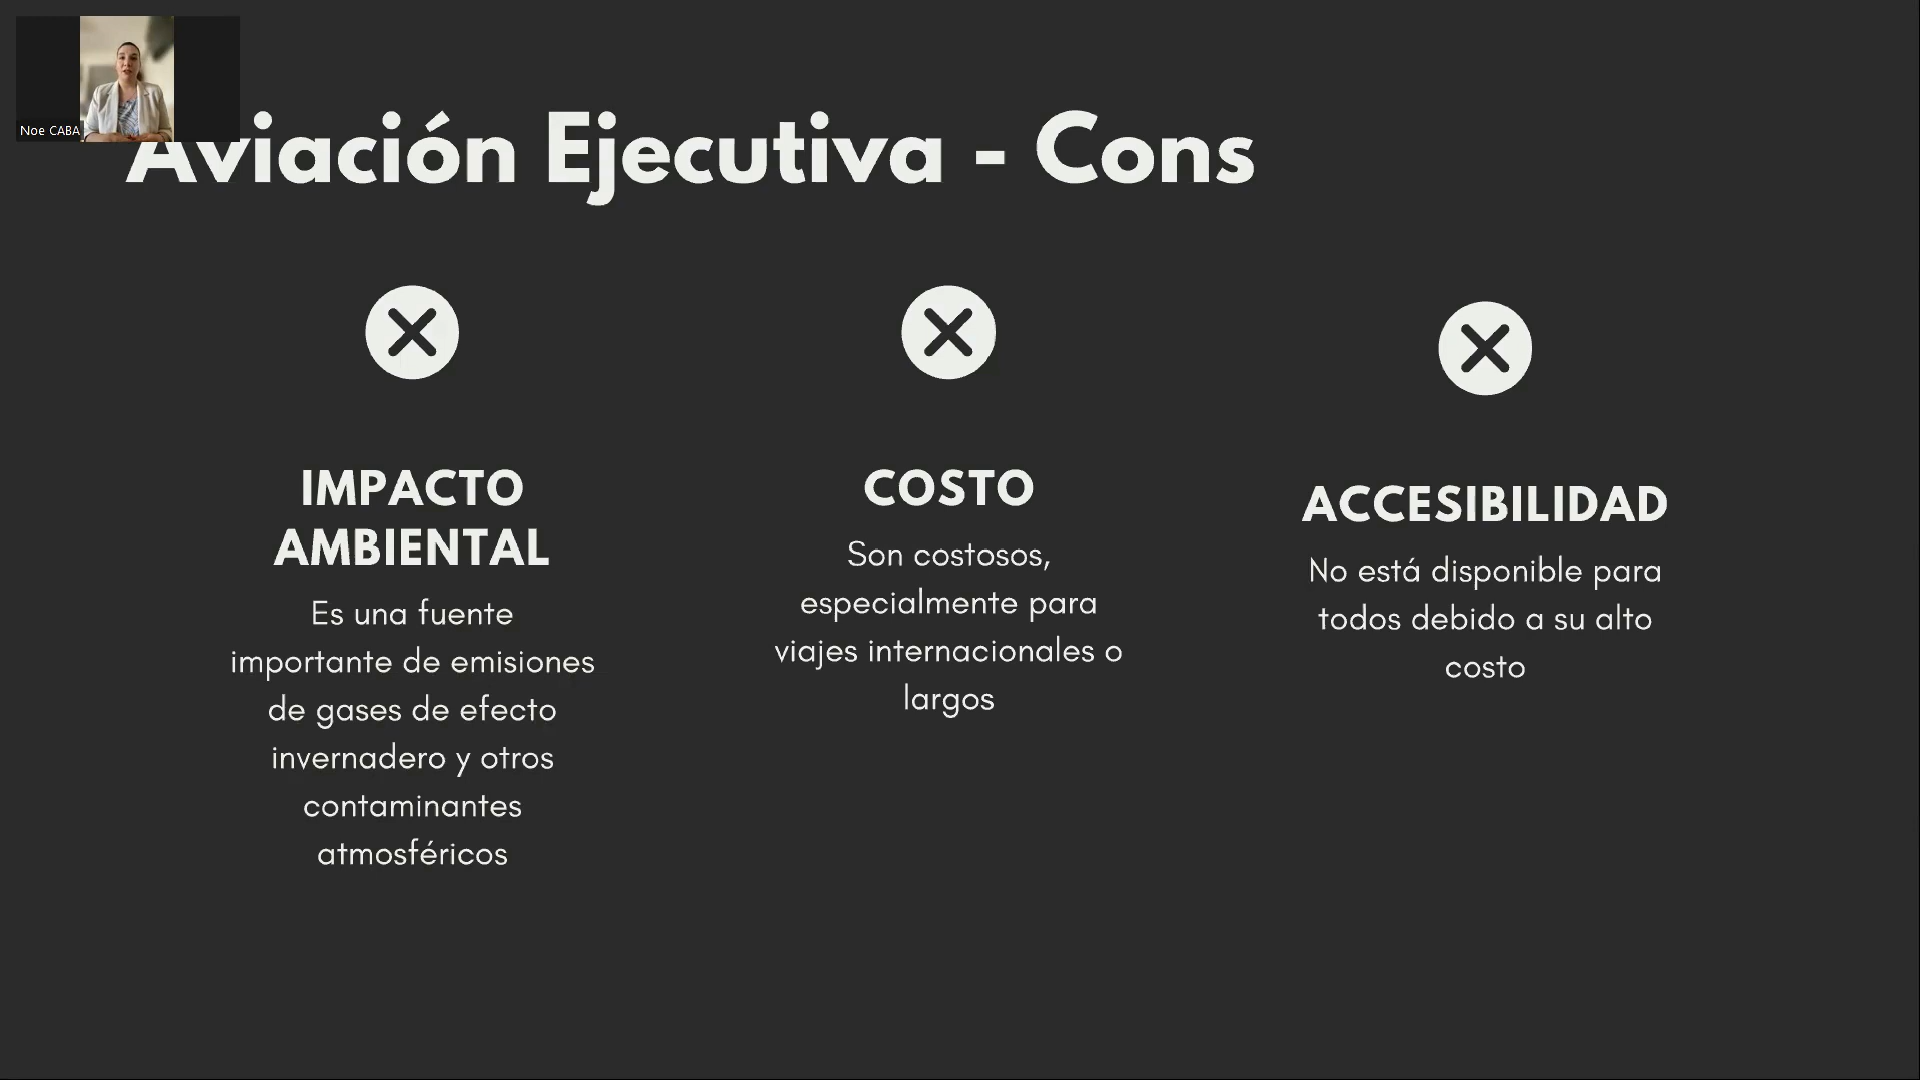 Noe CABA
Aviación Ejecutiva - Cons
IMPACTO
AMBIENTAL
Es una fuente
importante de emisiones
de gases de efecto
invernadero y otros
contaminantes
atmosféricos
COSTO
Son costosos,
especialmente para
viajes internacionales o
largos
ACCESIBILIDAD
No está disponible para
todos debido a su alto
costo